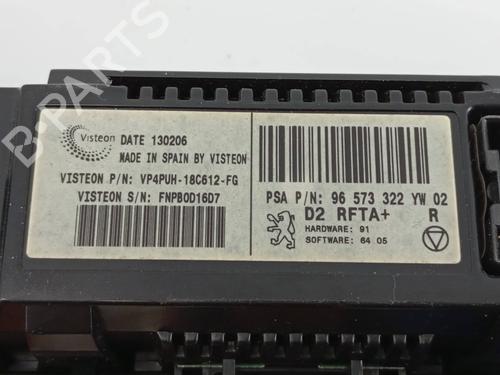 Visteon DATE 130206
MADE IN SPAIN BY VISTEON
VISTEON P/N: VP4PUH-18C612-FG
VISTEON S/N: FNPB0D16D7
PSA P/N: 96 573 322 YW 02
D2 RFTA+ R
HARDWARE: 91
SOFTWARE: 64 05
B-PARTS